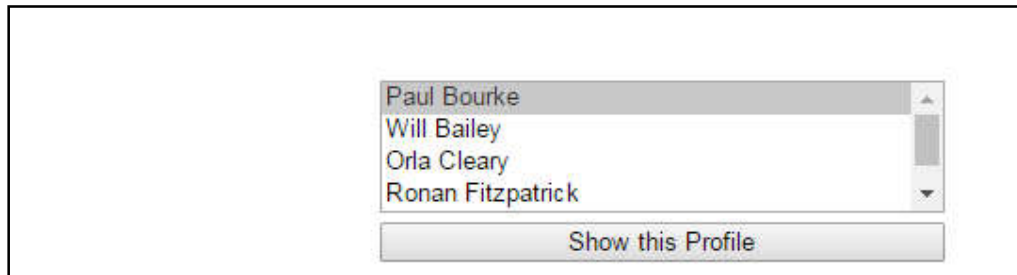 Paul Bourke
Will Bailey
Orla Cleary
Ronan Fitzpatrick
Show this Profile